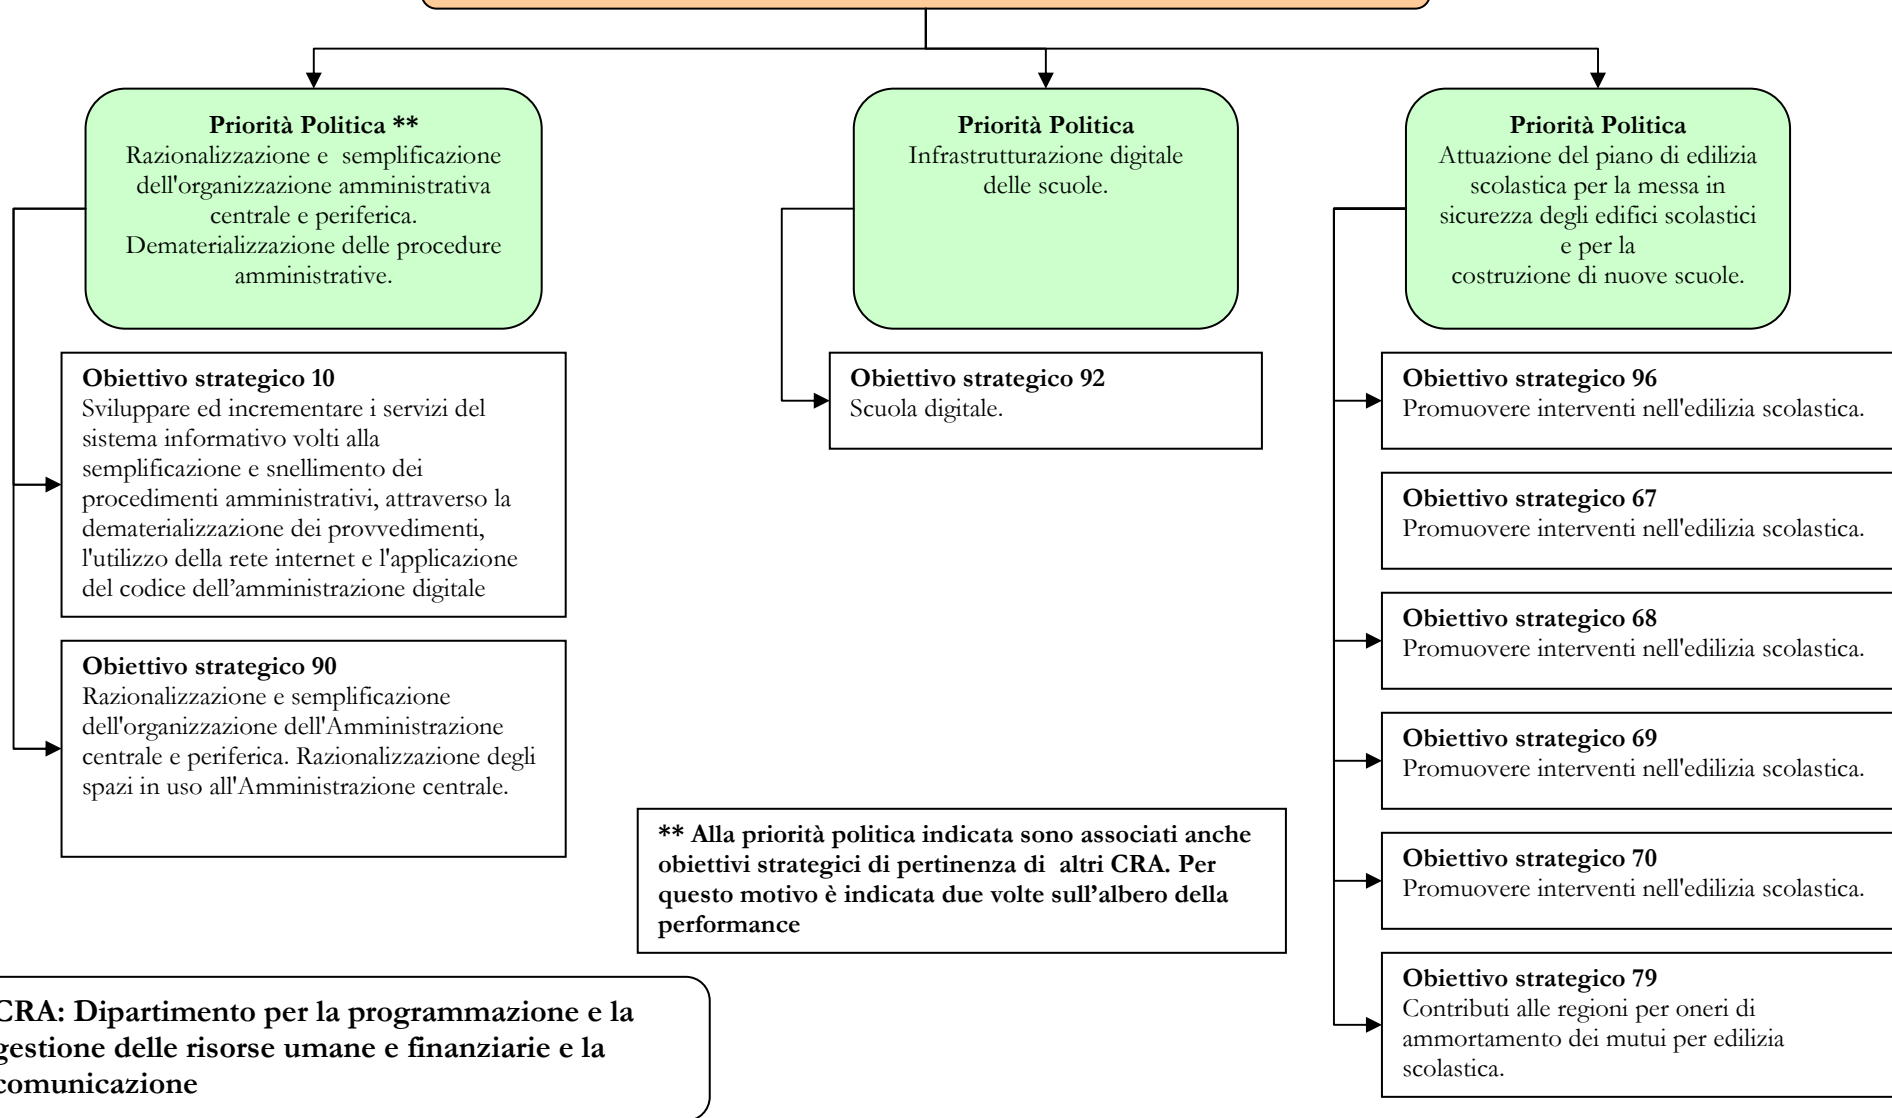 Priorità Politica **
Razionalizzazione e semplificazione
dell'organizzazione amministrativa
centrale e periferica.
Dematerializzazione delle procedure
amministrative.
Priorità Politica
Infrastrutturazione digitale
delle scuole.
Priorità Politica
Attuazione del piano di edilizia
scolastica per la messa in
sicurezza degli edifici scolastici
e per la
costruzione di nuove scuole.
Obiettivo strategico 10
Sviluppare ed incrementare i servizi del
sistema informativo volti alla
semplificazione e snellimento dei
procedimenti amministrativi, attraverso la
dematerializzazione dei provvedimenti,
l'utilizzo della rete internet e l'applicazione
del codice dell’amministrazione digitale
Obiettivo strategico 90
Razionalizzazione e semplificazione
dell'organizzazione dell'Amministrazione
centrale e periferica. Razionalizzazione degli
spazi in uso all'Amministrazione centrale.
Obiettivo strategico 92
Scuola digitale.
Obiettivo strategico 96
Promuovere interventi nell'edilizia scolastica.
Obiettivo strategico 67
Promuovere interventi nell'edilizia scolastica.
Obiettivo strategico 68
Promuovere interventi nell'edilizia scolastica.
Obiettivo strategico 69
Promuovere interventi nell'edilizia scolastica.
Obiettivo strategico 70
Promuovere interventi nell'edilizia scolastica.
Obiettivo strategico 79
Contributi alle regioni per oneri di
ammortamento dei mutui per edilizia
scolastica.
** Alla priorità politica indicata sono associati anche
obiettivi strategici di pertinenza di altri CRA. Per
questo motivo è indicata due volte sull’albero della
performance
CRA: Dipartimento per la programmazione e la
gestione delle risorse umane e finanziarie e la
comunicazione